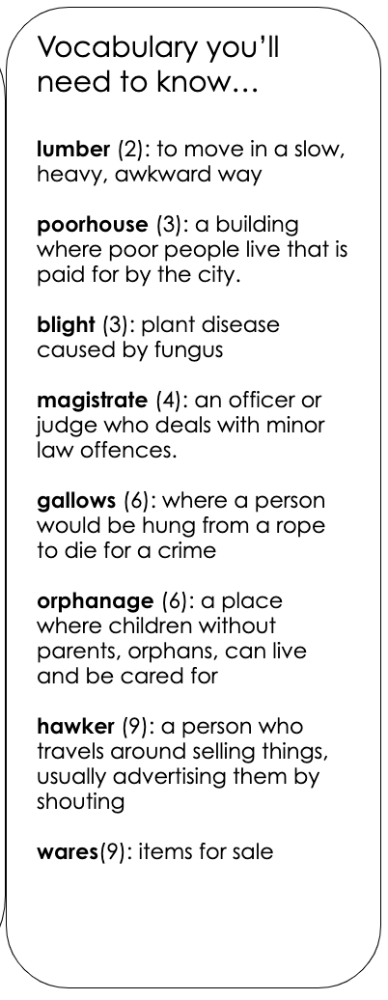 Vocabulary you’ll
need to know…
lumber (2): to move in a slow,
heavy, awkward way
poorhouse (3): a building
where poor people live that is
paid for by the city.
blight (3): plant disease
caused by fungus
magistrate (4): an officer or
judge who deals with minor
law offences.
gallows (6): where a person
would be hung from a rope
to die for a crime
orphanage (6): a place
where children without
parents, orphans, can live
and be cared for
hawker (9): a person who
travels around selling things,
usually advertising them by
shouting
wares(9): items for sale